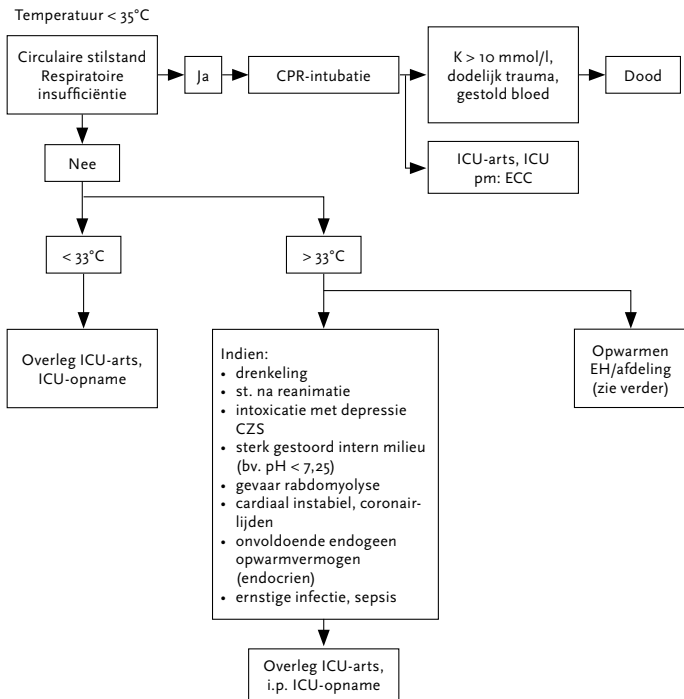 Temperatuur < 35°C
Circulaire stilstand
Respiratoire
insufficiëntie
Ja
CPR-intubatie
K > 10 mmol/l,
dodelijk trauma,
gestold bloed
Dood
ICU-arts, ICU
pm: ECC
Nee
< 33°C
> 33°C
Overleg ICU-arts,
ICU-opname
Indien:
• drenkeling
• st. na reanimatie
• intoxicatie met depressie
CZS
• sterk gestoord intern milieu
(bv. pH < 7,25)
• gevaar rabdomyolyse
• cardiaal instabiel, coronair-
lijden
• onvoldoende endogeen
opwarmvermogen
(endocrien)
• ernstige infectie, sepsis
Opwarmen
EH/afdeling
(zie verder)
Overleg ICU-arts,
i.p. ICU-opname